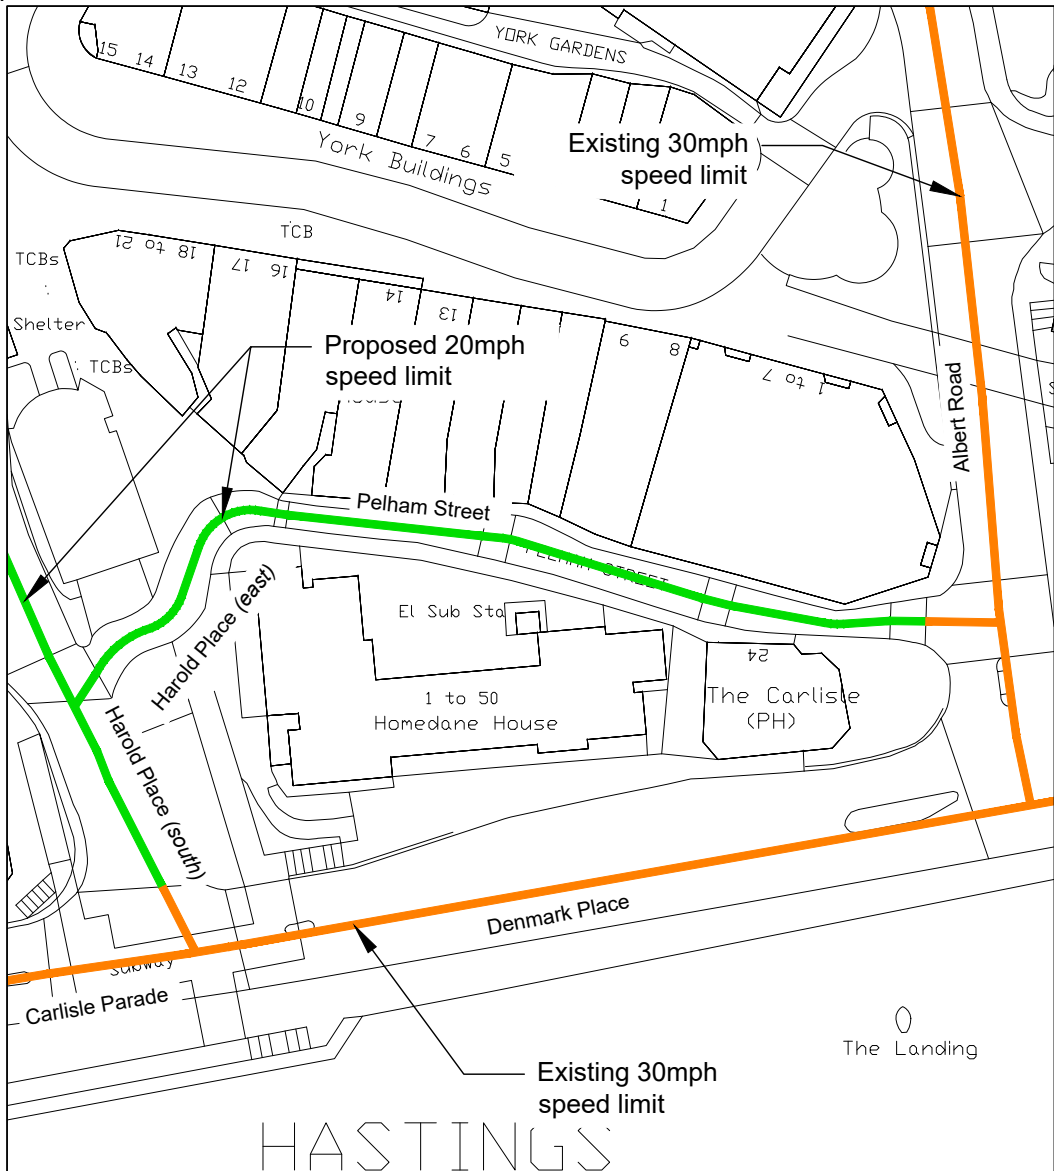 YORK GARDENS
15
14
13
12
10
9
7
6
5
1
York Buildings
Existing 30mph
speed limit
TCB
TCBs
18 to 21
17
16
14
13
9
8
1 to 7
Shelter
TCBs
Proposed 20mph
speed limit
Albert Road
Pelham Street
Harold Place (east)
El Sub Sta
24
The Carlisle
(PH)
1 to 50
Homedane House
Harold Place (south)
Denmark Place
Subway
Carlisle Parade
The Landing
Existing 30mph
speed limit
HASTINGS